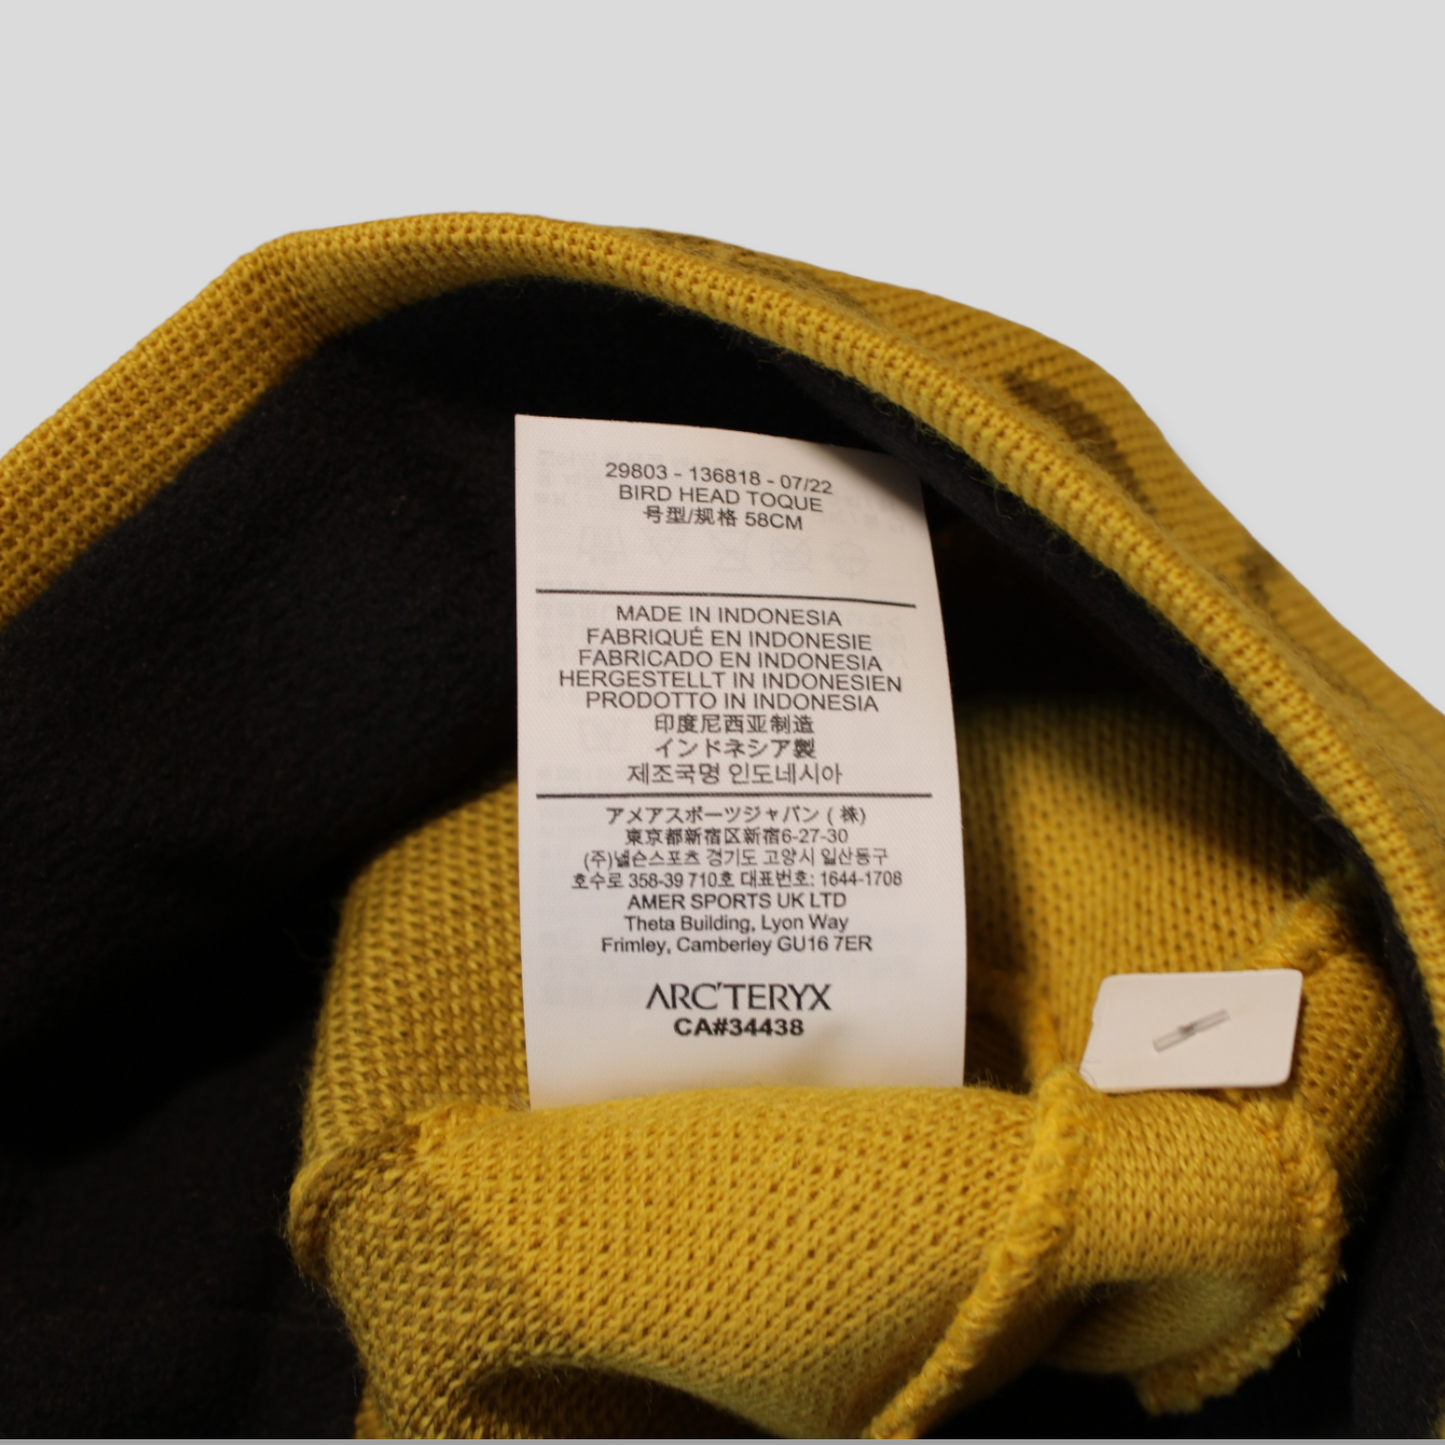 29803 - 136818 - 07/22
BIRD HEAD TOQUE
号型/规格 58CM
MADE IN INDONESIA
FABRIQUÉ EN INDONESIE
FABRICADO EN INDONESIA
HERGESTELLT IN INDONESIEN
PRODOTTO IN INDONESIA
印度尼西亚制造
インドネシア製
제조국명 인도네시아
アメアスポーツジャパン ( 株)
東京都新宿区新宿6-27-30
(주)넬슨스포츠 경기도 고양시 일산동구
호수로 358-39 710호 대표번호: 1644-1708
AMER SPORTS UK LTD
Theta Building, Lyon Way
Frimley, Camberley GU16 7ER
ARC'TERYX
CA#34438